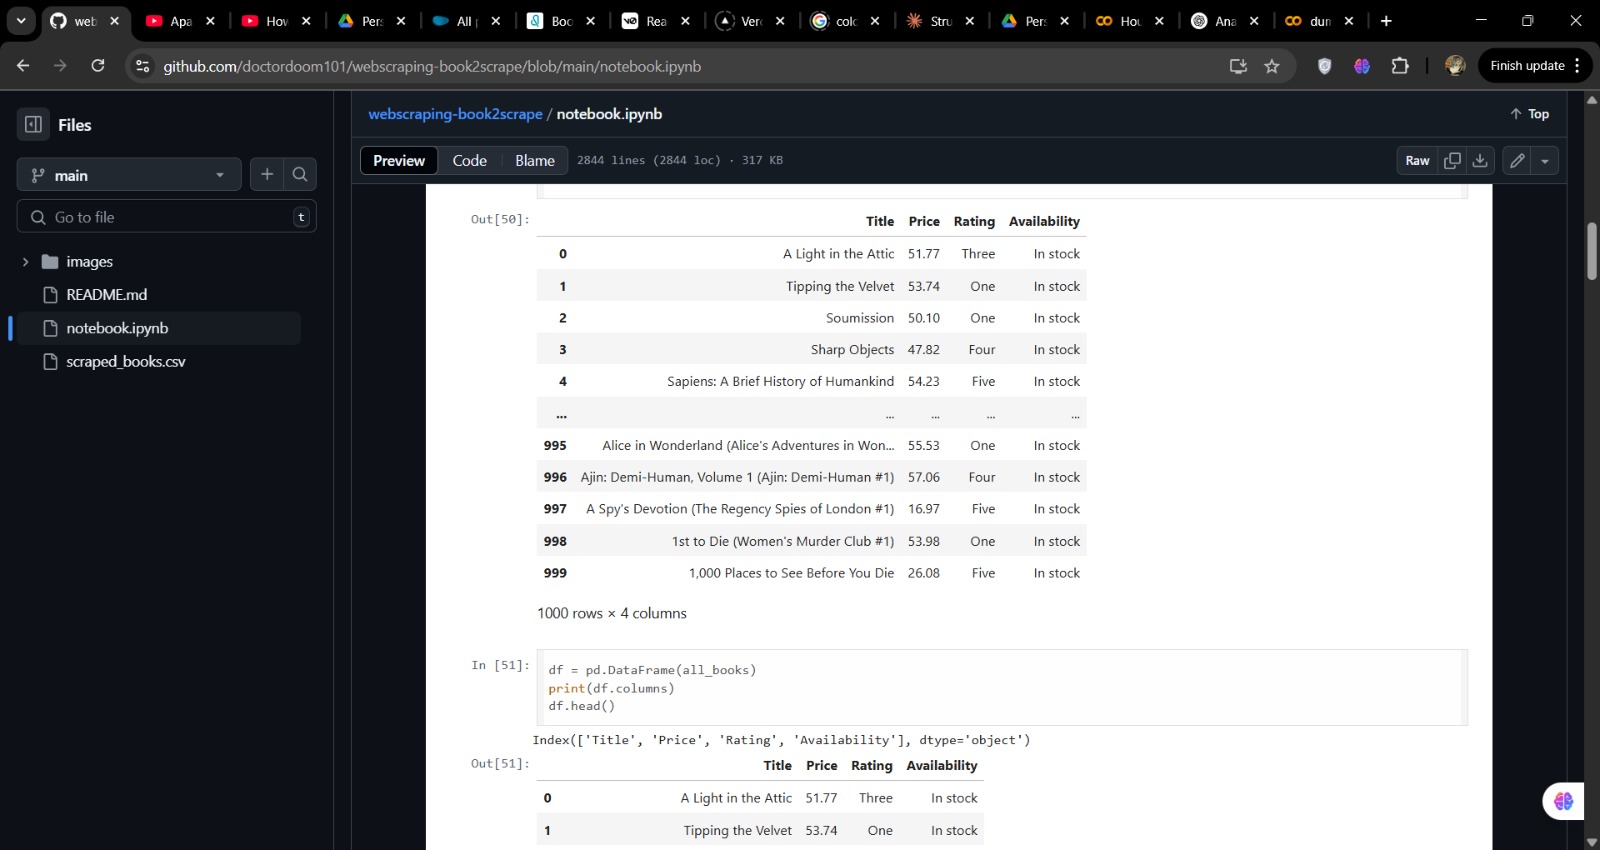 web
Apa
How
Pers
All
Boo
Rea
Ver
colo
Stru
Pers
Hou
Ana
dum
github.com/doctordoom101/webscraping-book2scrape/blob/main/notebook.ipynb
Finish update
Files
webscraping-book2scrape / notebook.ipynb
Top
main
Preview Code Blame 2844 lines (2844 loc) · 317 KB
Raw
Go to file t
images
README.md
notebook.ipynb
scraped_books.csv
Out[50]:
Title Price Rating Availability
0 A Light in the Attic 51.77 Three In stock
1 Tipping the Velvet 53.74 One In stock
2 Soumission 50.10 One In stock
3 Sharp Objects 47.82 Four In stock
4 Sapiens: A Brief History of Humankind 54.23 Five In stock
... ... ... ... ...
995 Alice in Wonderland (Alice's Adventures in Won... 55.53 One In stock
996 Ajin: Demi-Human, Volume 1 (Ajin: Demi-Human #1) 57.06 Four In stock
997 A Spy's Devotion (The Regency Spies of London #1) 16.97 Five In stock
998 1st to Die (Women's Murder Club #1) 53.98 One In stock
999 1,000 Places to See Before You Die 26.08 Five In stock
1000 rows × 4 columns
In [51]:
df = pd.DataFrame(all_books)
print(df.columns)
df.head()
Index(['Title', 'Price', 'Rating', 'Availability'], dtype='object')
Out[51]:
Title Price Rating Availability
0 A Light in the Attic 51.77 Three In stock
1 Tipping the Velvet 53.74 One In stock